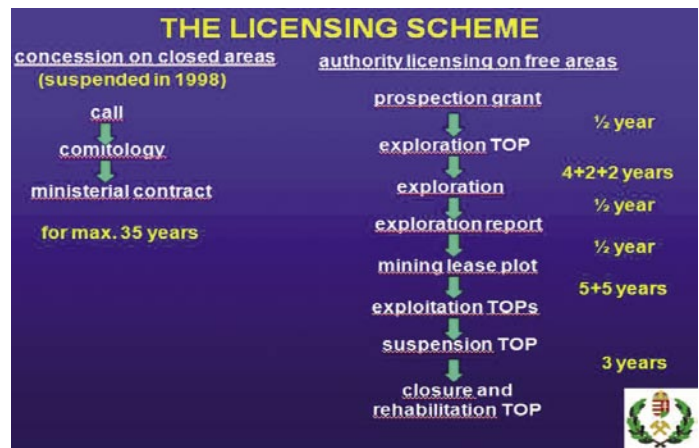 THE LICENSING SCHEME
concession on closed areas
(suspended in 1998)
call
comitology
ministerial contract
for max. 35 years
authority licensing on free areas
prospection grant
½ year
exploration TOP
4+2+2 years
exploration
½ year
exploration report
½ year
mining lease plot
5+5 years
exploitation TOPs
suspension TOP
3 years
closure and
rehabilitation TOP